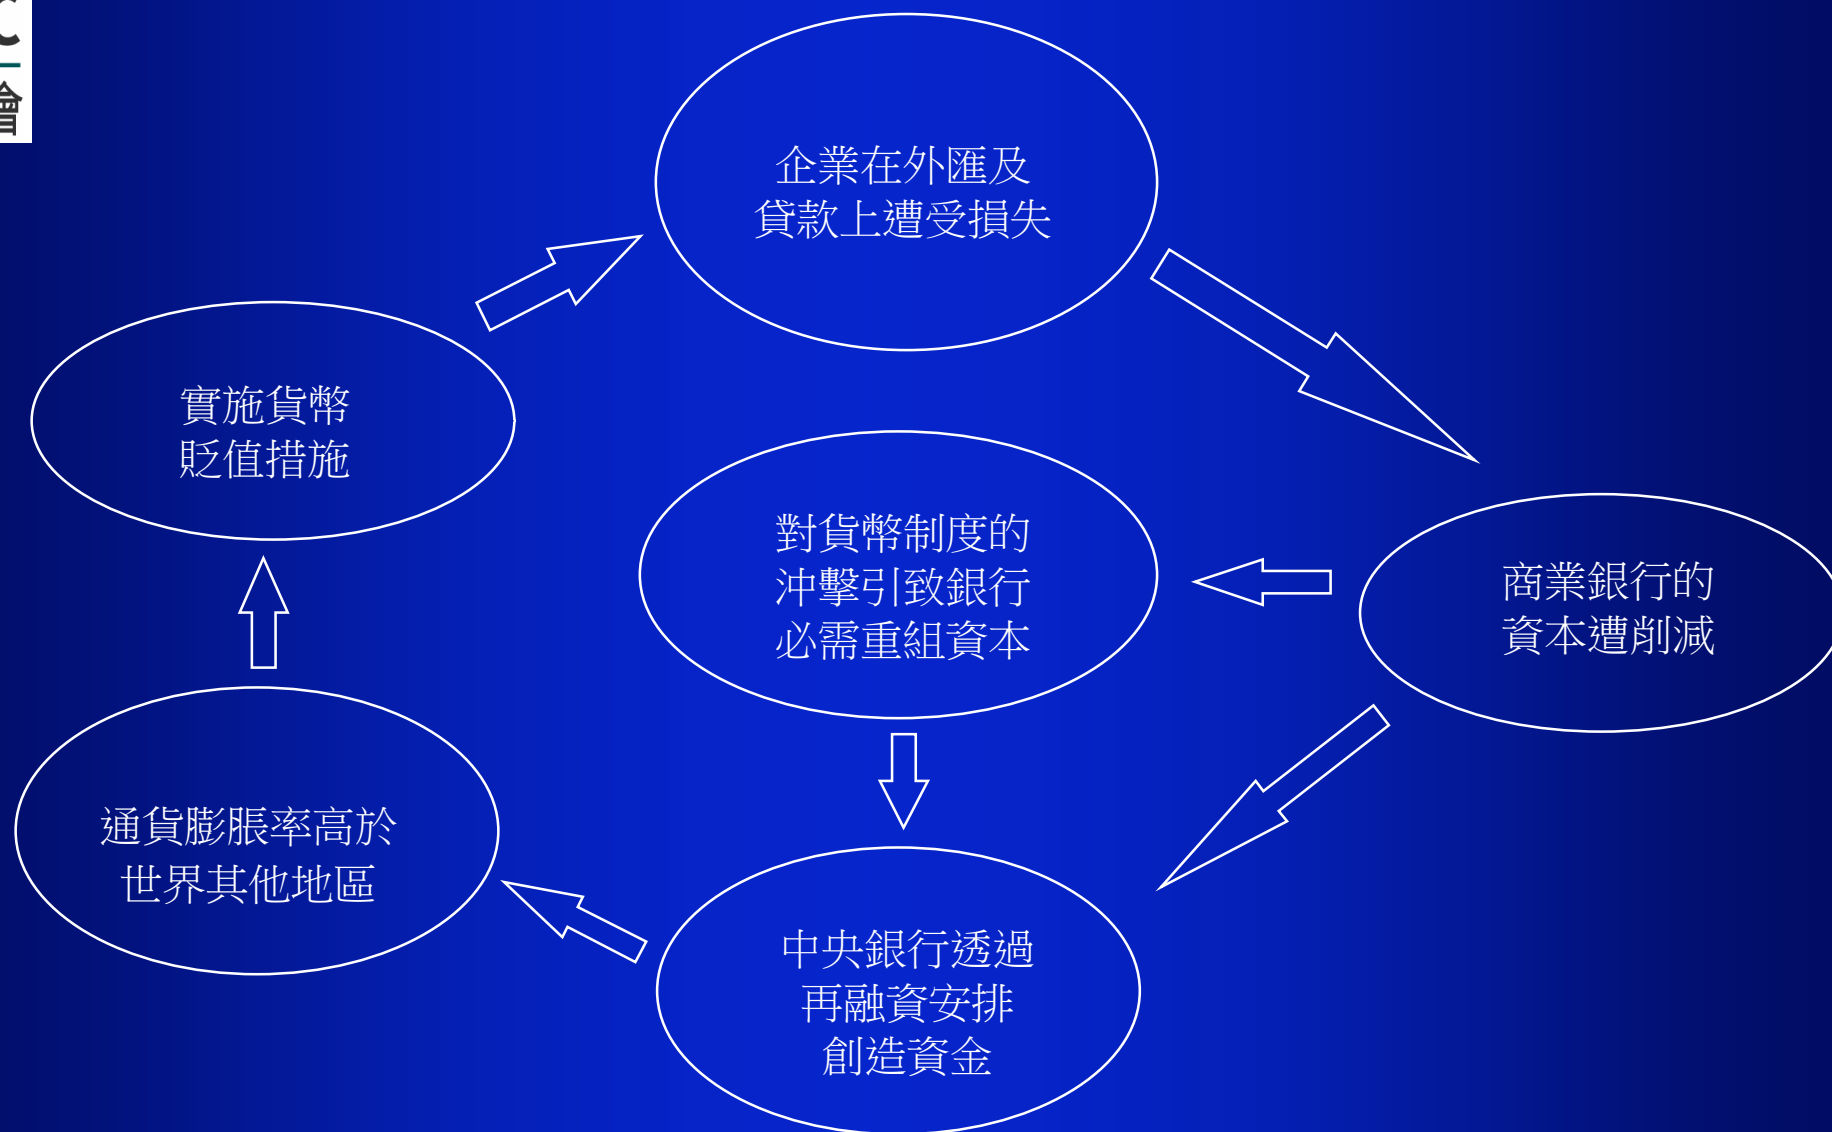 會
企業在外匯及
貸款上遭受損失
實施貨幣
貶值措施
對貨幣制度的
沖擊引致銀行
必需重組資本
商業銀行的
資本遭削減
通貨膨脹率高於
世界其他地區
中央銀行透過
再融資安排
創造資金